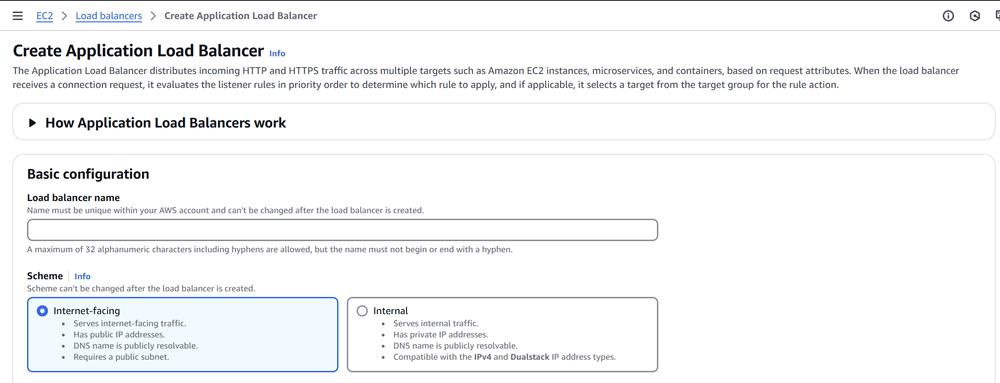 EC2 > Load balancers > Create Application Load Balancer
Create Application Load Balancer Info
The Application Load Balancer distributes incoming HTTP and HTTPS traffic across multiple targets such as Amazon EC2 instances, microservices, and containers, based on request attributes. When the load balancer
receives a connection request, it evaluates the listener rules in priority order to determine which rule to apply, and if applicable, it selects a target from the target group for the rule action.
How Application Load Balancers work
Basic configuration
Load balancer name
Name must be unique within your AWS account and can't be changed after the load balancer is created.
A maximum of 32 alphanumeric characters including hyphens are allowed, but the name must not begin or end with a hyphen.
Scheme | Info
Scheme can't be changed after the load balancer is created.
Internet-facing
• Serves internet-facing traffic.
• Has public IP addresses.
• DNS name is publicly resolvable.
• Requires a public subnet.
Internal
• Serves internal traffic.
• Has private IP addresses.
• DNS name is publicly resolvable.
• Compatible with the IPv4 and Dualstack IP address types.